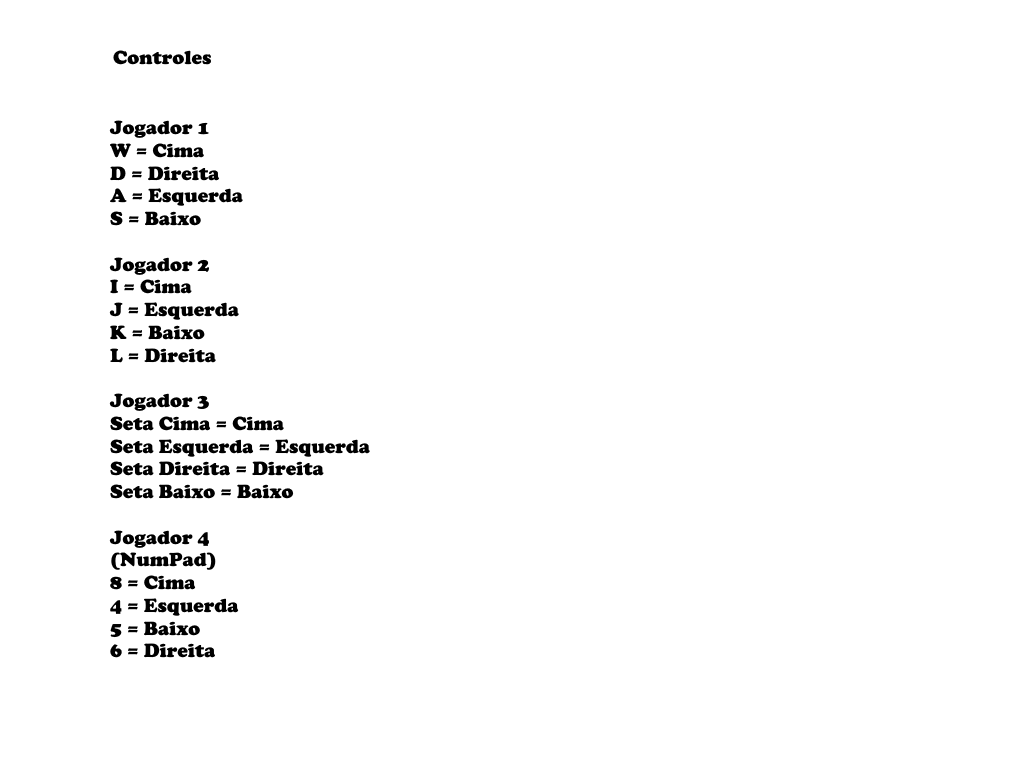 Controles
Jogador 1
W = Cima
D = Direita
A = Esquerda
S = Baixo
Jogador 2
I = Cima
J = Esquerda
K = Baixo
L = Direita
Jogador 3
Seta Cima = Cima
Seta Esquerda = Esquerda
Seta Direita = Direita
Seta Baixo = Baixo
Jogador 4
(NumPad)
8 = Cima
4 = Esquerda
5 = Baixo
6 = Direita